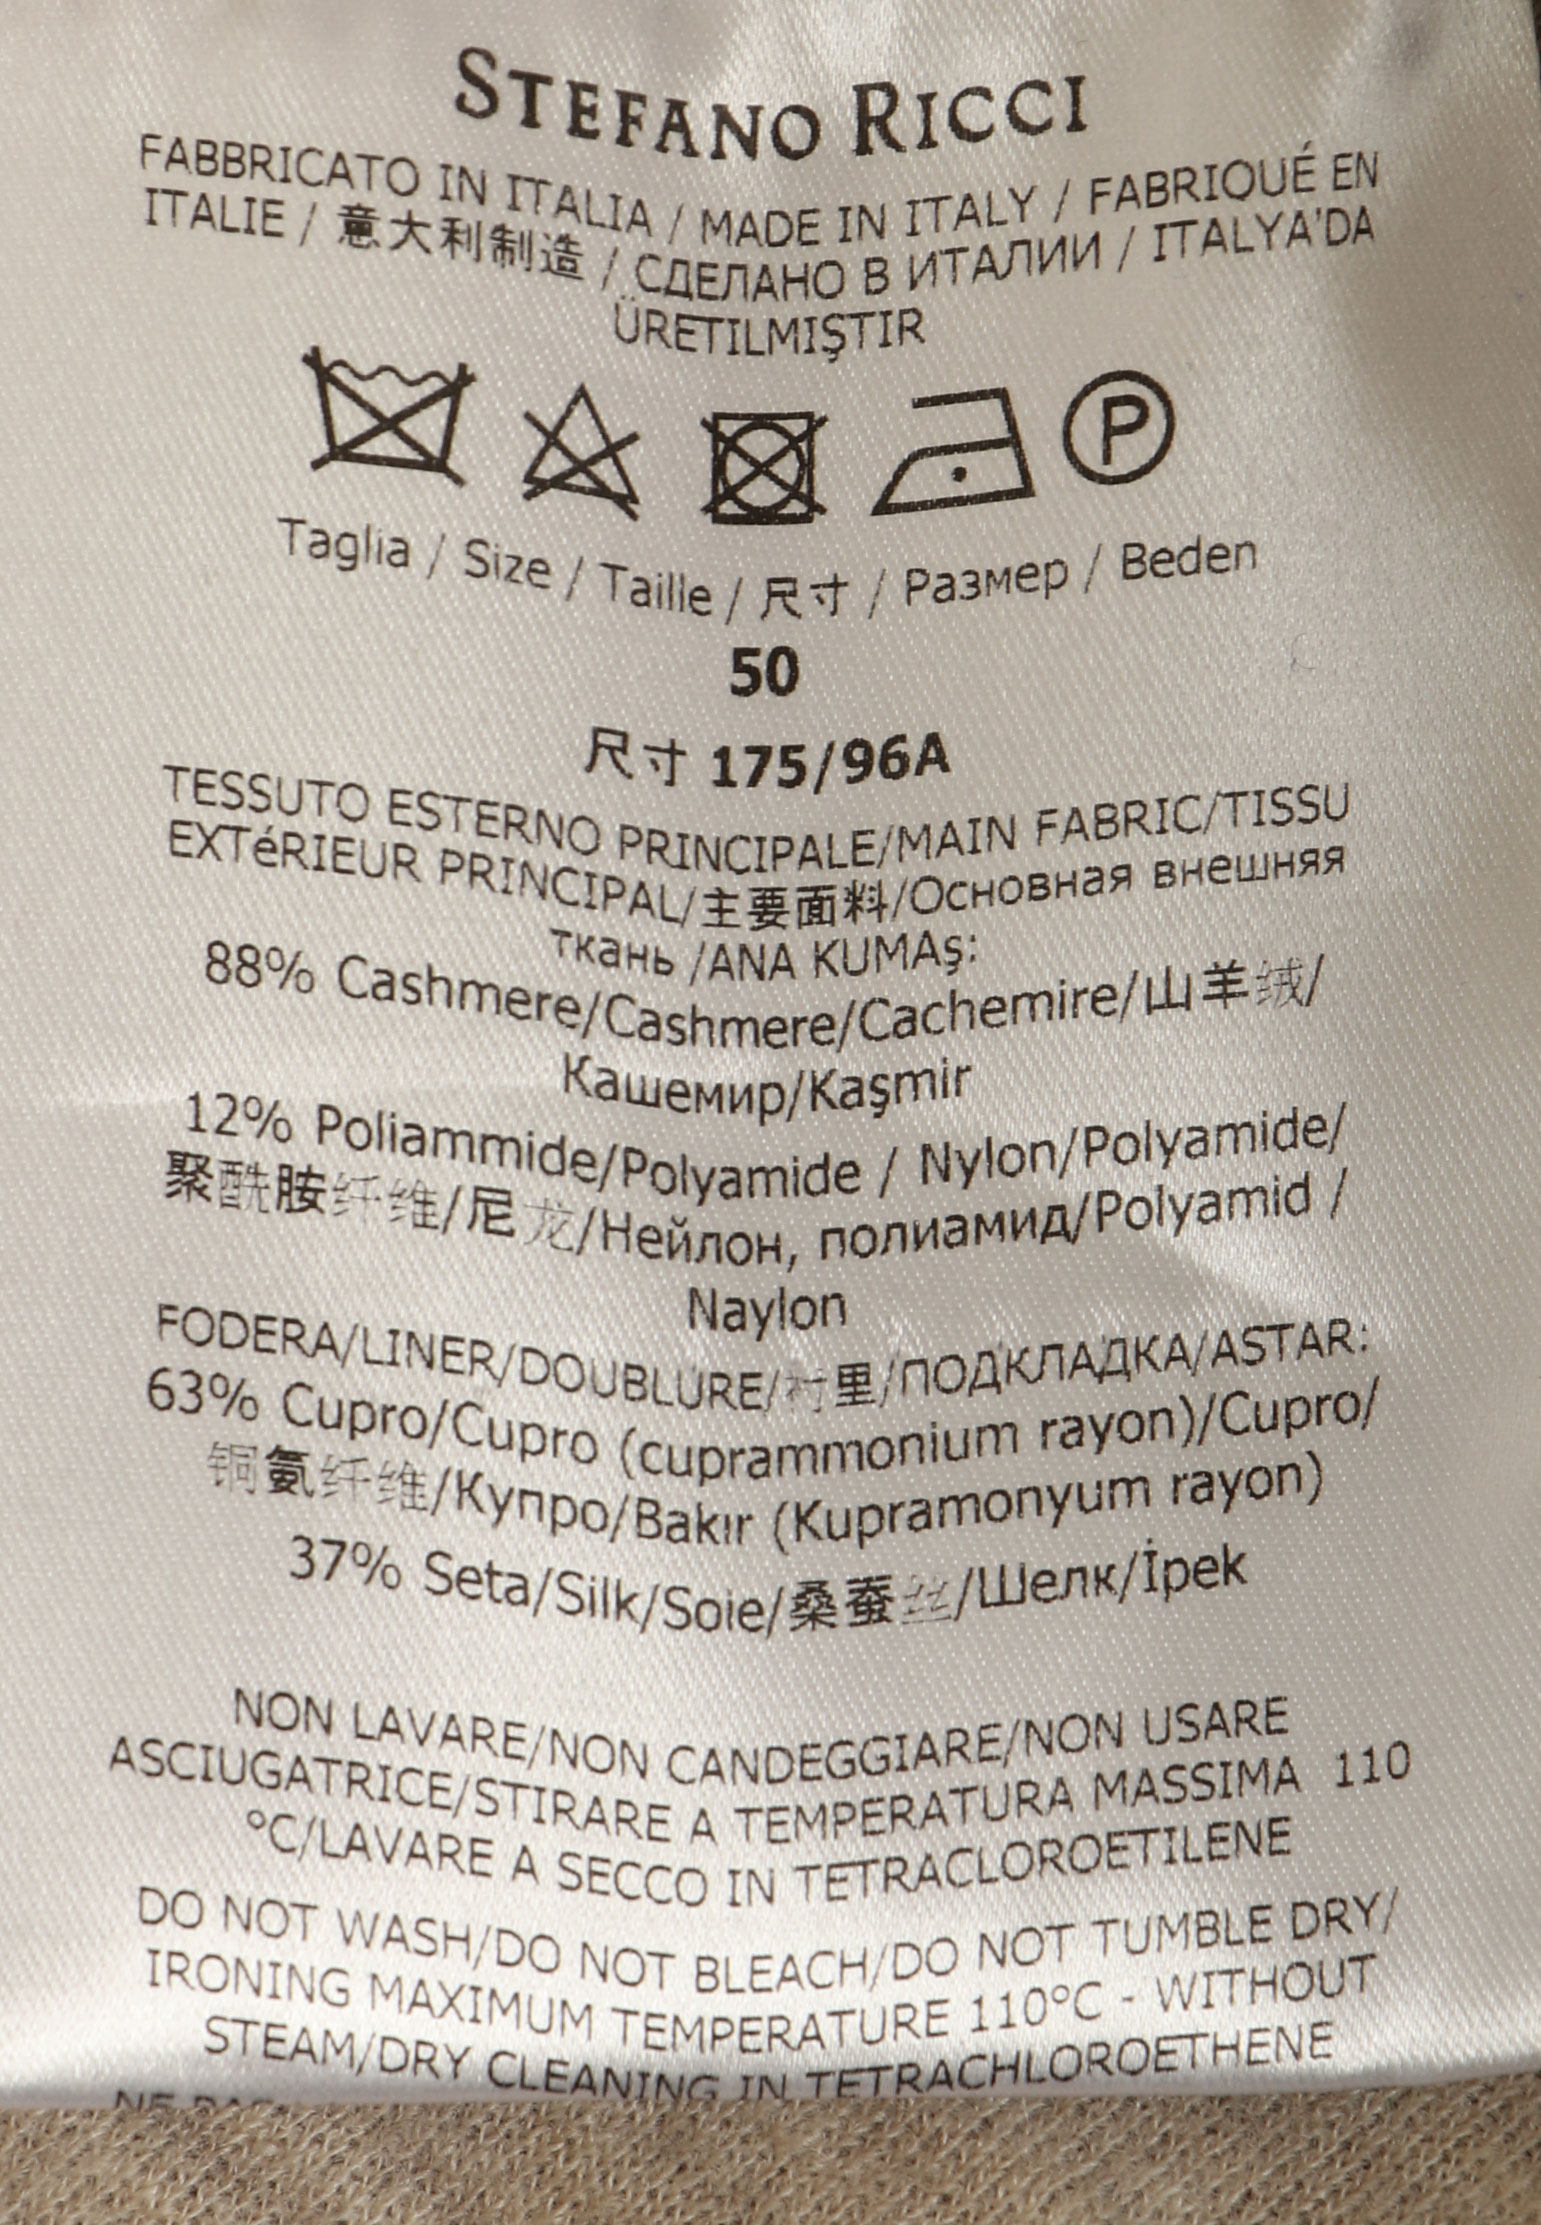 STEFANO RICCI
FABBRICATO IN ITALIA / MADE IN ITALY / FABRIQUÉ EN
ITALIE / 意大利制造 / СДЕЛАНО В ИТАЛИИ / ITALYA'DA
ÜRETILMIŞTIR
P
Taglia / Size / Taille / 尺寸 / Размер / Beden
50
尺寸 175/96A
TESSUTO ESTERNO PRINCIPALE/MAIN FABRIC/TISSU
EXTéRIEUR PRINCIPAL/主要面料/Основная внешняя
ткань /ANA KUMAş:
88% Cashmere/Cashmere/Cachemire/山羊绒/
Кашемир/Kaşmir
12% Poliammide/Polyamide / Nylon/Polyamide/
聚酰胺纤维/尼龙/Нейлон, полиамид/Polyamid /
Naylon
FODERA/LINER/DOUBLURE/衬里/ПОДКЛАДКА/ASTAR:
63% Cupro/Cupro (cuprammonium rayon)/Cupro/
铜氨纤维/Купро/Bakır (Kupramonyum rayon)
37% Seta/Silk/Soie/桑蚕丝/Шелк/İpek
NON LAVARE/NON CANDEGGIARE/NON USARE
ASCIUGATRICE/STIRARE A TEMPERATURA MASSIMA 110
°C/LAVARE A SECCO IN TETRACLOROETILENE
DO NOT WASH/DO NOT BLEACH/DO NOT TUMBLE DRY/
IRONING MAXIMUM TEMPERATURE 110°C - WITHOUT
STEAM/DRY CLEANING IN TETRACHLOROETHENE